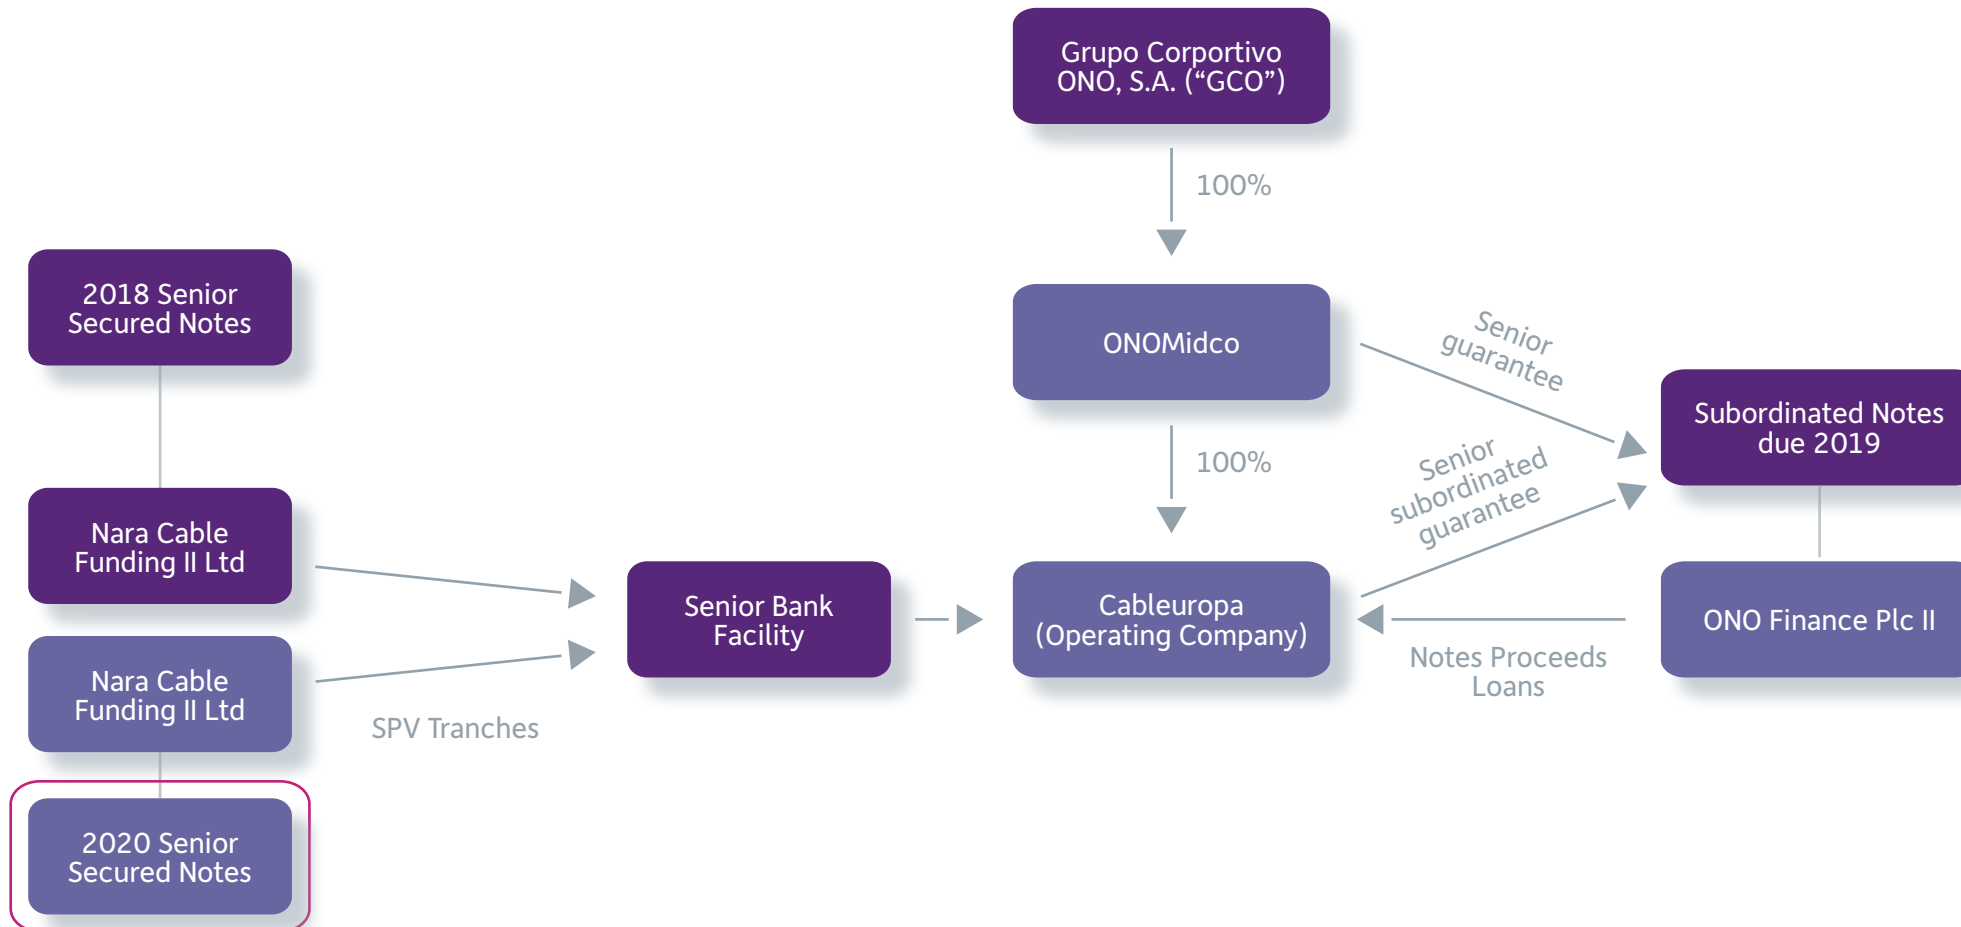 Grupo Corportivo
ONO, S.A. (“GCO”)
100%
2018 Senior
Secured Notes
ONOMidco
Senior
guarantee
Subordinated Notes
due 2019
100%
Senior
subordinated
guarantee
Nara Cable
Funding II Ltd
Senior Bank
Facility
Cableuropa
(Operating Company)
ONO Finance Plc II
Notes Proceeds
Loans
Nara Cable
Funding II Ltd
SPV Tranches
2020 Senior
Secured Notes